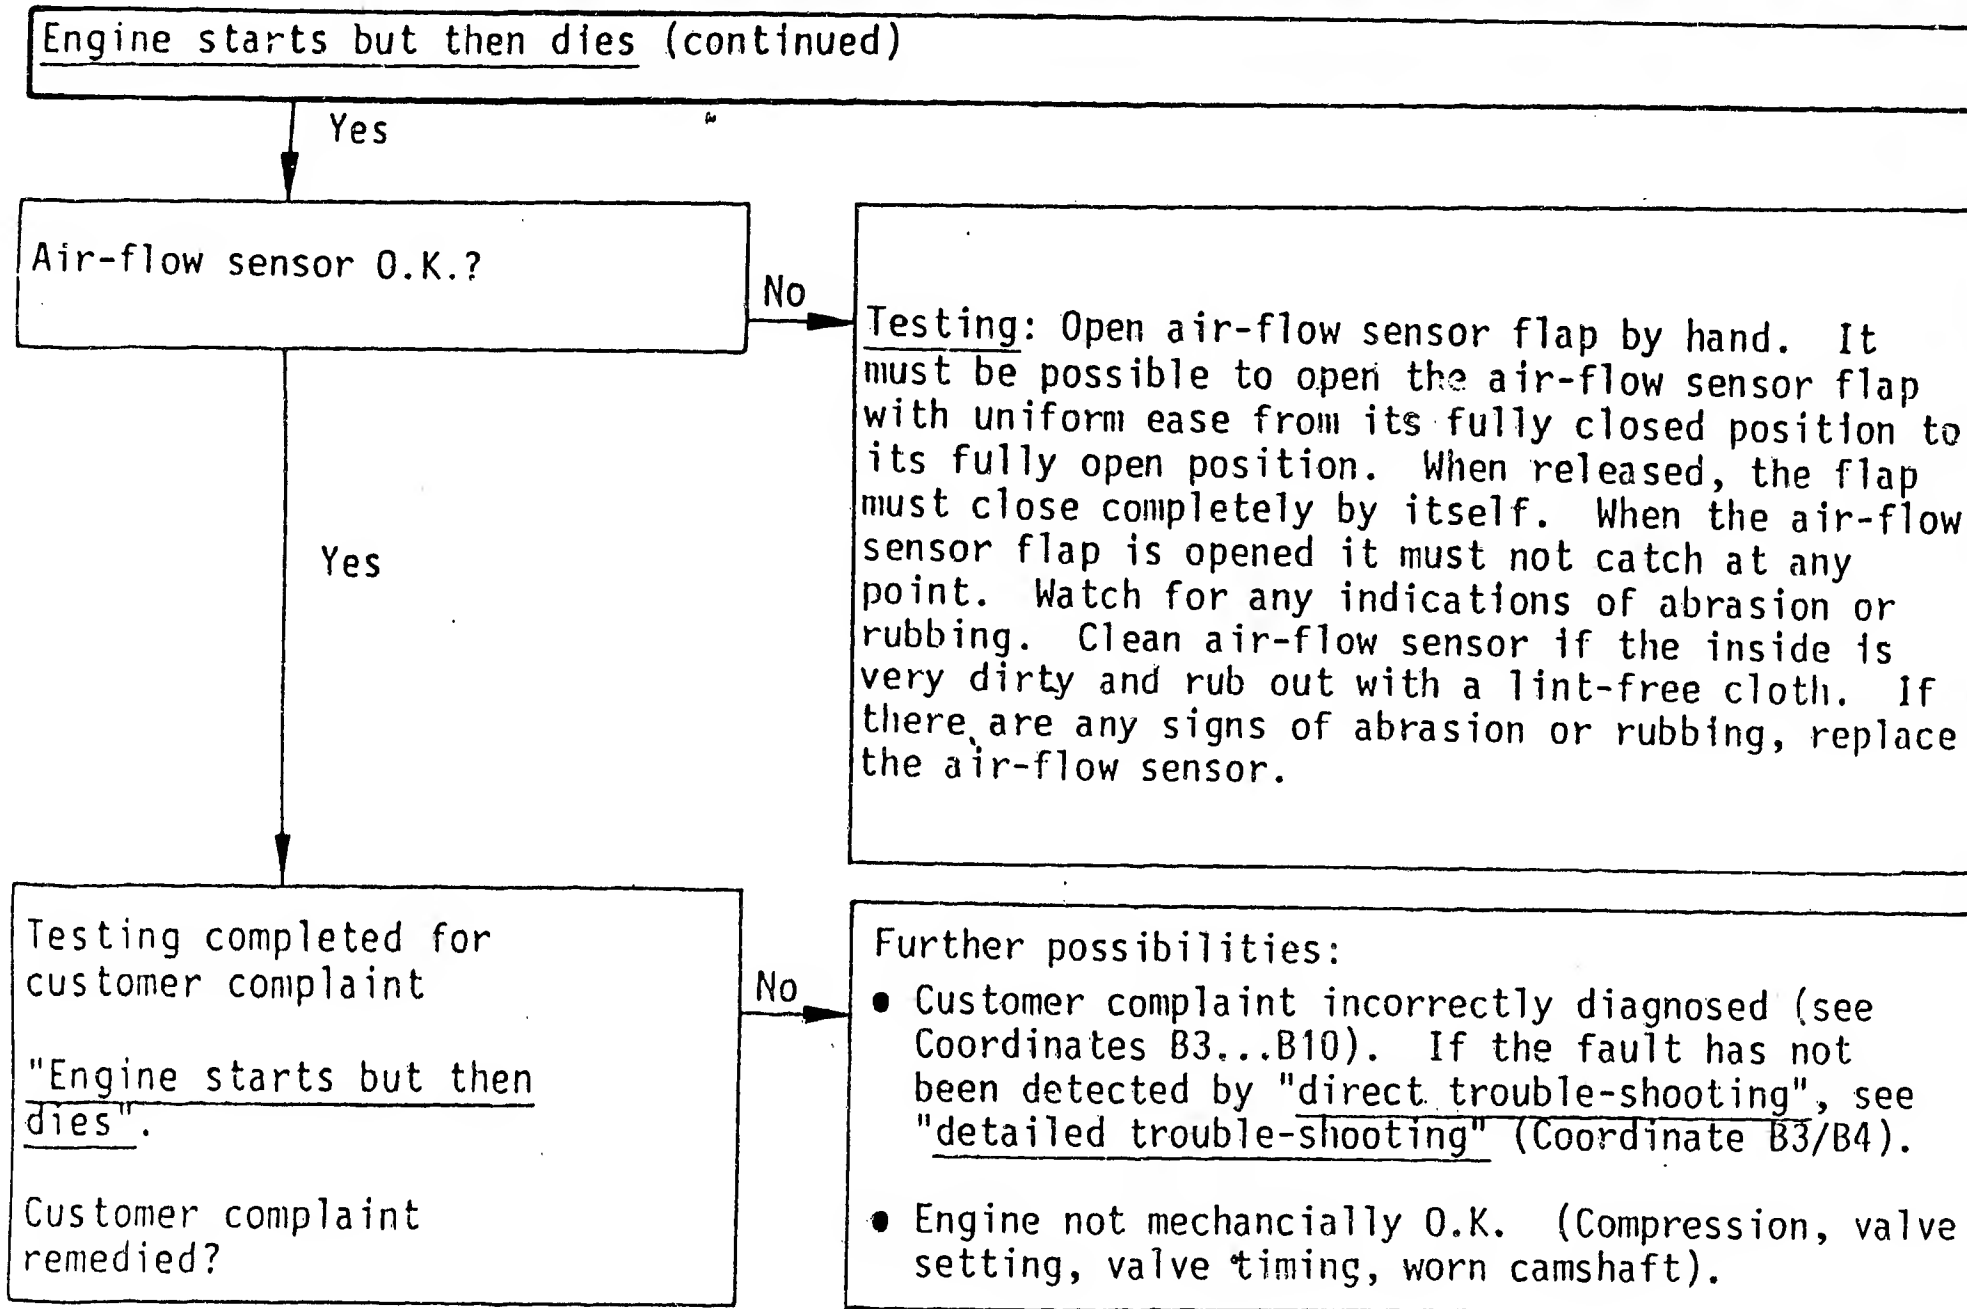 Engine starts but then dies (continued)
Yes
Air-flow sensor O.K.?
No
Testing: Open air-flow sensor flap by hand. It
must be possible to open the air-flow sensor flap
with uniform ease from its fully closed position to
its fully open position. When released, the flap
must close completely by itself. When the air-flow
sensor flap is opened it must not catch at any
point. Watch for any indications of abrasion or
rubbing. Clean air-flow sensor if the inside is
very dirty and rub out with a lint-free cloth. If
there are any signs of abrasion or rubbing, replace
the air-flow sensor.
Yes
Testing completed for
customer complaint
"Engine starts but then
dies".
Customer complaint
remedied?
No
Further possibilities:
● Customer complaint incorrectly diagnosed (see
Coordinates B3...B10). If the fault has not
been detected by "direct trouble-shooting", see
"detailed trouble-shooting" (Coordinate B3/B4).
● Engine not mechancially O.K. (Compression, valve
setting, valve timing, worn camshaft).